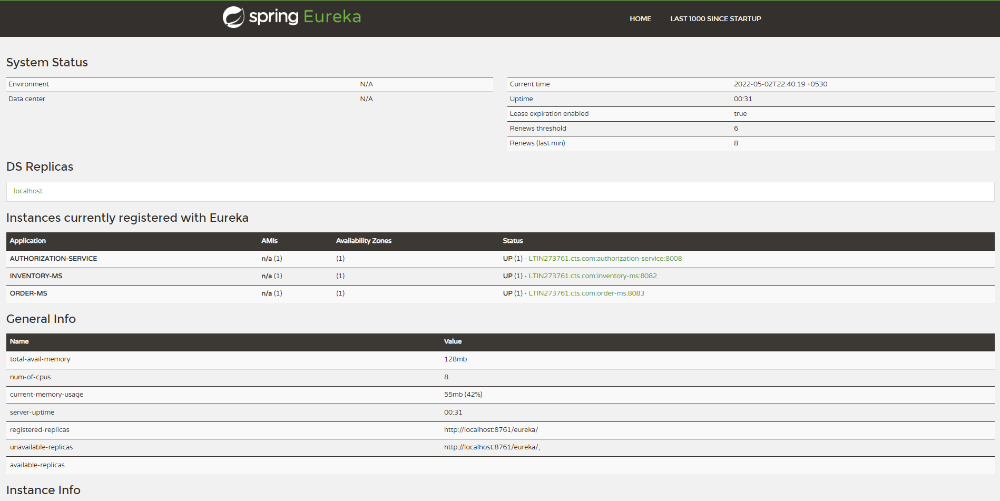 spring Eureka
HOME LAST 1000 SINCE STARTUP
System Status
Environment N/A
Data center N/A
Current time 2022-05-02T22:40:19 +0530
Uptime 00:31
Lease expiration enabled true
Renews threshold 6
Renews (last min) 8
DS Replicas
localhost
Instances currently registered with Eureka
Application AMIs Availability Zones Status
AUTHORIZATION-SERVICE n/a (1) (1) UP (1) - LTIN273761.cts.com:authorization-service:8008
INVENTORY-MS n/a (1) (1) UP (1) - LTIN273761.cts.com:inventory-ms:8082
ORDER-MS n/a (1) (1) UP (1) - LTIN273761.cts.com:order-ms:8083
General Info
Name Value
total-avail-memory 128mb
num-of-cpus 8
current-memory-usage 55mb (42%)
server-uptime 00:31
registered-replicas http://localhost:8761/eureka/
unavailable-replicas http://localhost:8761/eureka/,
available-replicas
Instance Info